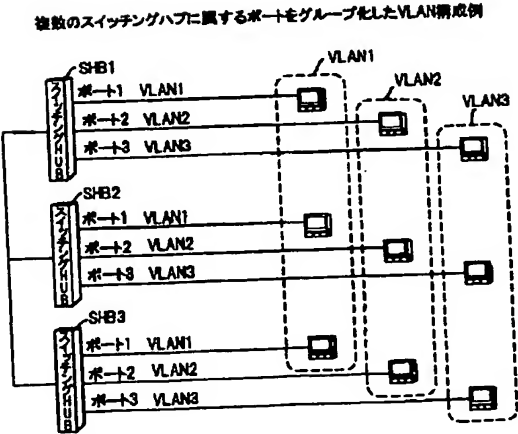 複数のスイッチングハブに属するポートをグループ化したVLAN構成例
VLAN1
VLAN2
VLAN3
SHB1
スイッチングHUB
ポート1 VLAN1
ポート2 VLAN2
ポート3 VLAN3
SHB2
スイッチングHUB
ポート1 VLAN1
ポート2 VLAN2
ポート3 VLAN3
SHB3
スイッチングHUB
ポート1 VLAN1
ポート2 VLAN2
ポート3 VLAN3